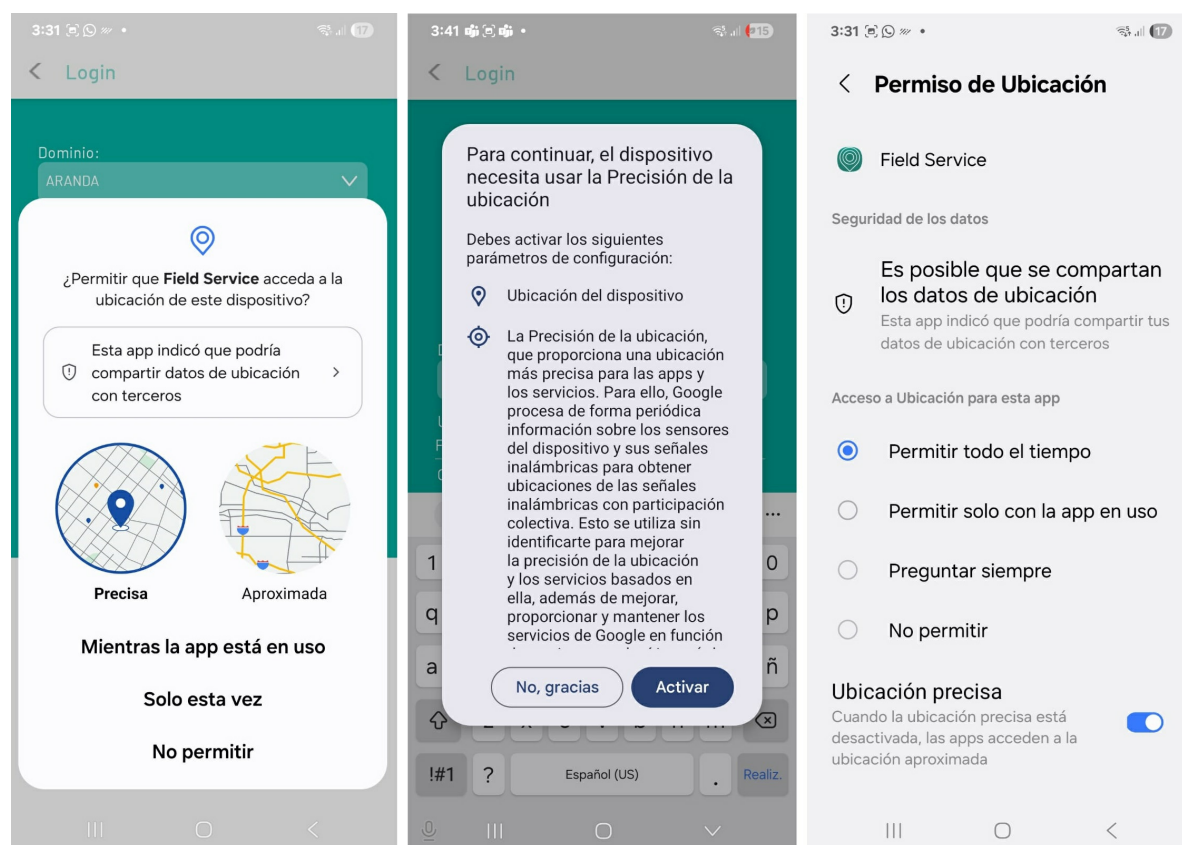 3:31
17
Login
Dominio:
ARANDA
¿Permitir que Field Service acceda a la
ubicación de este dispositivo?
Esta app indicó que podría
compartir datos de ubicación
con terceros
Precisa
Aproximada
Mientras la app está en uso
Solo esta vez
No permitir
3:41
15
Login
Para continuar, el dispositivo
necesita usar la Precisión de la
ubicación
Debes activar los siguientes
parámetros de configuración:
Ubicación del dispositivo
La Precisión de la ubicación,
que proporciona una ubicación
más precisa para las apps y
los servicios. Para ello, Google
procesa de forma periódica
información sobre los sensores
del dispositivo y sus señales
inalámbricas para obtener
ubicaciones de las señales
inalámbricas con participación
colectiva. Esto se utiliza sin
identificarte para mejorar
la precisión de la ubicación
y los servicios basados en
ella, además de mejorar,
proporcionar y mantener los
servicios de Google en función
No, gracias
Activar
1
0
q
p
a
ñ
!#1
?
Español (US)
.
Realiz.
3:31
17
Permiso de Ubicación
Field Service
Seguridad de los datos
Es posible que se compartan
los datos de ubicación
Esta app indicó que podría compartir tus
datos de ubicación con terceros
Acceso a Ubicación para esta app
Permitir todo el tiempo
Permitir solo con la app en uso
Preguntar siempre
No permitir
Ubicación precisa
Cuando la ubicación precisa está
desactivada, las apps acceden a la
ubicación aproximada